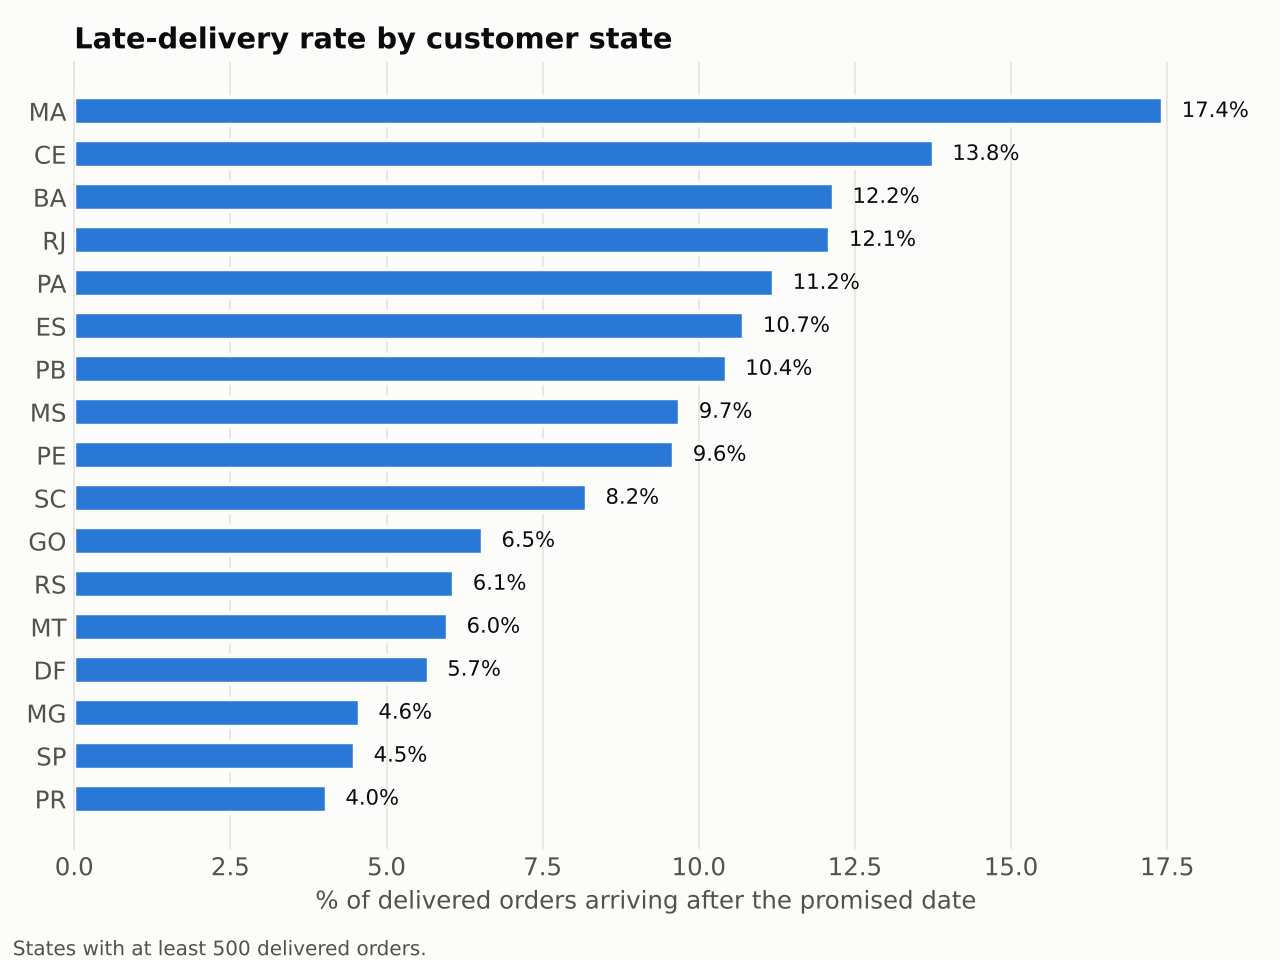 Late-delivery rate by customer state
MA 17.4%
CE 13.8%
BA 12.2%
RJ 12.1%
PA 11.2%
ES 10.7%
PB 10.4%
MS 9.7%
PE 9.6%
SC 8.2%
GO 6.5%
RS 6.1%
MT 6.0%
DF 5.7%
MG 4.6%
SP 4.5%
PR 4.0%
0.0 2.5 5.0 7.5 10.0 12.5 15.0 17.5
% of delivered orders arriving after the promised date
States with at least 500 delivered orders.